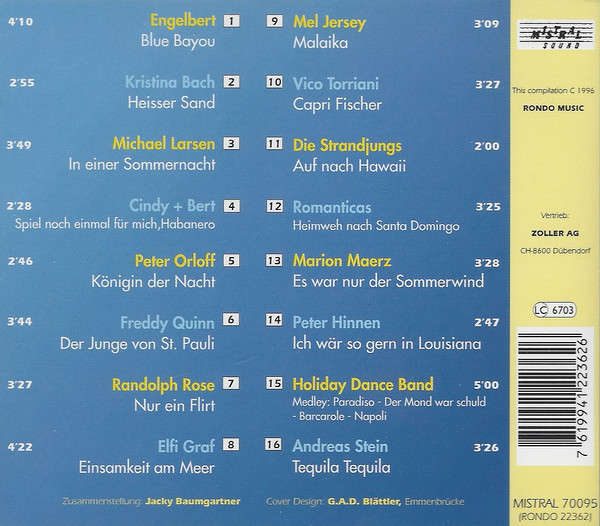 4'10 Engelbert 1
Blue Bayou
2'55 Kristina Bach 2
Heisser Sand
3'49 Michael Larsen 3
In einer Sommernacht
2'28 Cindy + Bert 4
Spiel noch einmal für mich,Habanero
2'46 Peter Orloff 5
Königin der Nacht
3'44 Freddy Quinn 6
Der Junge von St. Pauli
3'27 Randolph Rose 7
Nur ein Flirt
4'22 Elfi Graf 8
Einsamkeit am Meer
9 Mel Jersey 3'09
Malaika
10 Vico Torriani 3'27
Capri Fischer
11 Die Strandjungs 2'00
Auf nach Hawaii
12 Romanticas 3'25
Heimweh nach Santa Domingo
13 Marion Maerz 3'28
Es war nur der Sommerwind
14 Peter Hinnen 2'47
Ich wär so gern in Louisiana
15 Holiday Dance Band 5'00
Medley: Paradiso - Der Mond war schuld
- Barcarole - Napoli
16 Andreas Stein 3'26
Tequila Tequila
Zusammenstellung: Jacky Baumgartner
Cover Design: G.A.D. Blättler, Emmenbrücke
MISTRAL
SOUND
This compilation C 1996
RONDO MUSIC
Vertrieb:
ZOLLER AG
CH-8600 Dübendorf
LC 6703
7 619941 223626
MISTRAL 70095
(RONDO 22362)